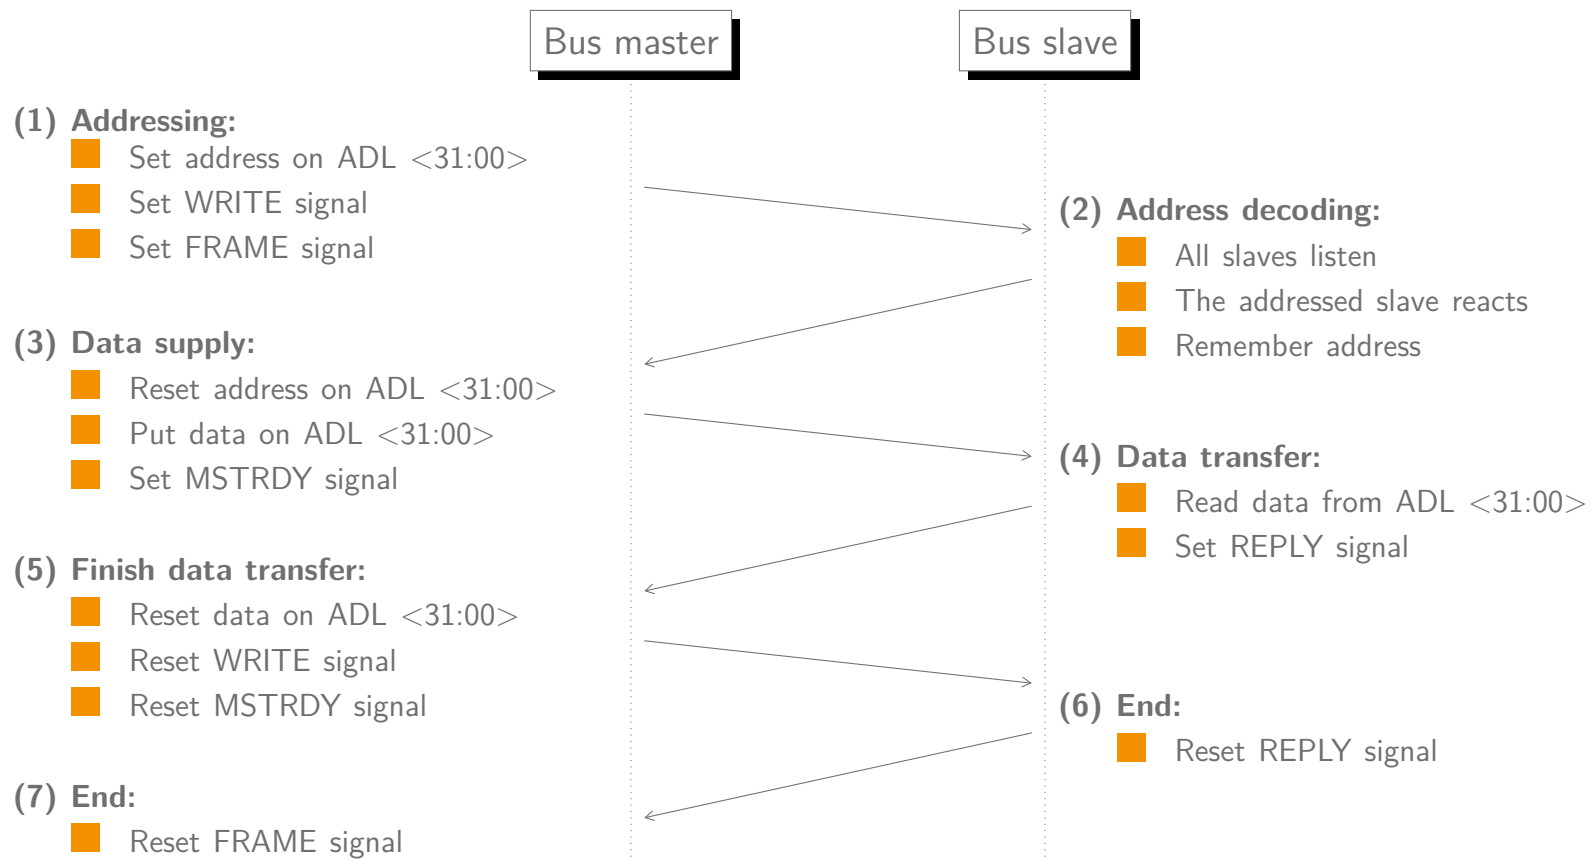 Bus master
Bus slave
(1) Addressing:
Set address on ADL <31:00>
Set WRITE signal
Set FRAME signal
(2) Address decoding:
All slaves listen
The addressed slave reacts
Remember address
(3) Data supply:
Reset address on ADL <31:00>
Put data on ADL <31:00>
Set MSTRDY signal
(4) Data transfer:
Read data from ADL <31:00>
Set REPLY signal
(5) Finish data transfer:
Reset data on ADL <31:00>
Reset WRITE signal
Reset MSTRDY signal
(6) End:
Reset REPLY signal
(7) End:
Reset FRAME signal